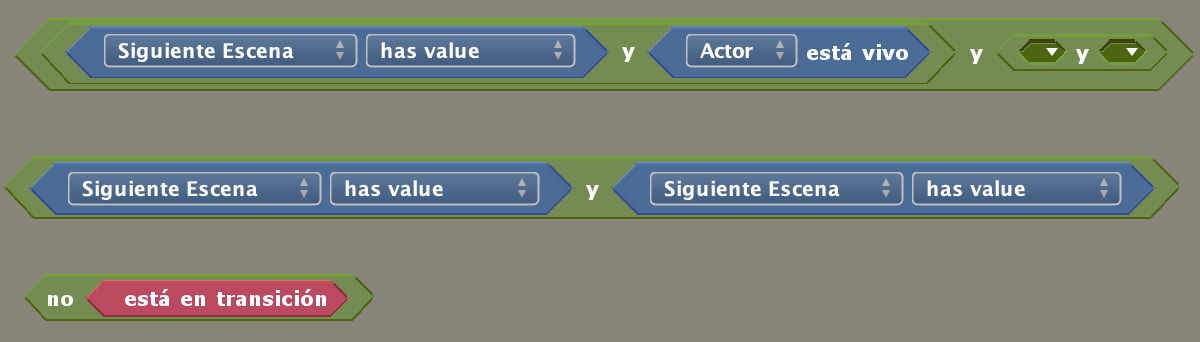 Siguiente Escena has value y Actor está vivo y y
Siguiente Escena has value y Siguiente Escena has value
no está en transición